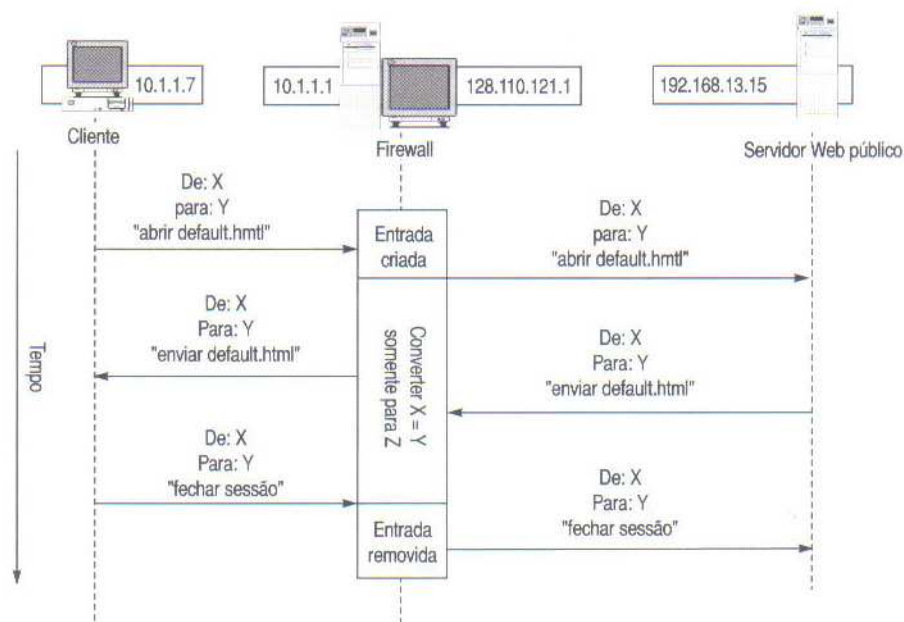 10.1.1.7
10.1.1.1
128.110.121.1
192.168.13.15
Cliente
Firewall
Servidor Web público
Tempo
De: X
para: Y
"abrir default.hmtl"
Entrada
criada
De: X
para: Y
"abrir default.hmtl"
De: X
Para: Y
"enviar default.html"
Converter X = Y
somente para Z
De: X
Para: Y
"enviar default.html"
De: X
Para: Y
"fechar sessão"
Entrada
removida
De: X
Para: Y
"fechar sessão"